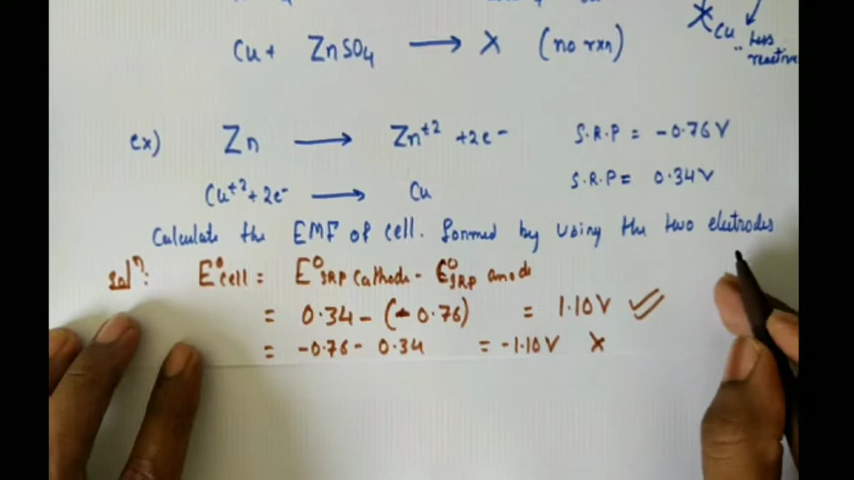 Cu
Less
reactive
Cu + ZnSO4 ⟶ X (no rxn)
ex) Zn ⟶ Zn+2 + 2e- S.R.P = -0.76V
Cu+2 + 2e- ⟶ Cu S.R.P = 0.34V
Calculate the EMF of cell. formed by using the two electrodes
Soln: E°cell = E°SRP Cathode - E°SRP anode
= 0.34 - (-0.76) = 1.10V ✓
= -0.76 - 0.34 = -1.10V X